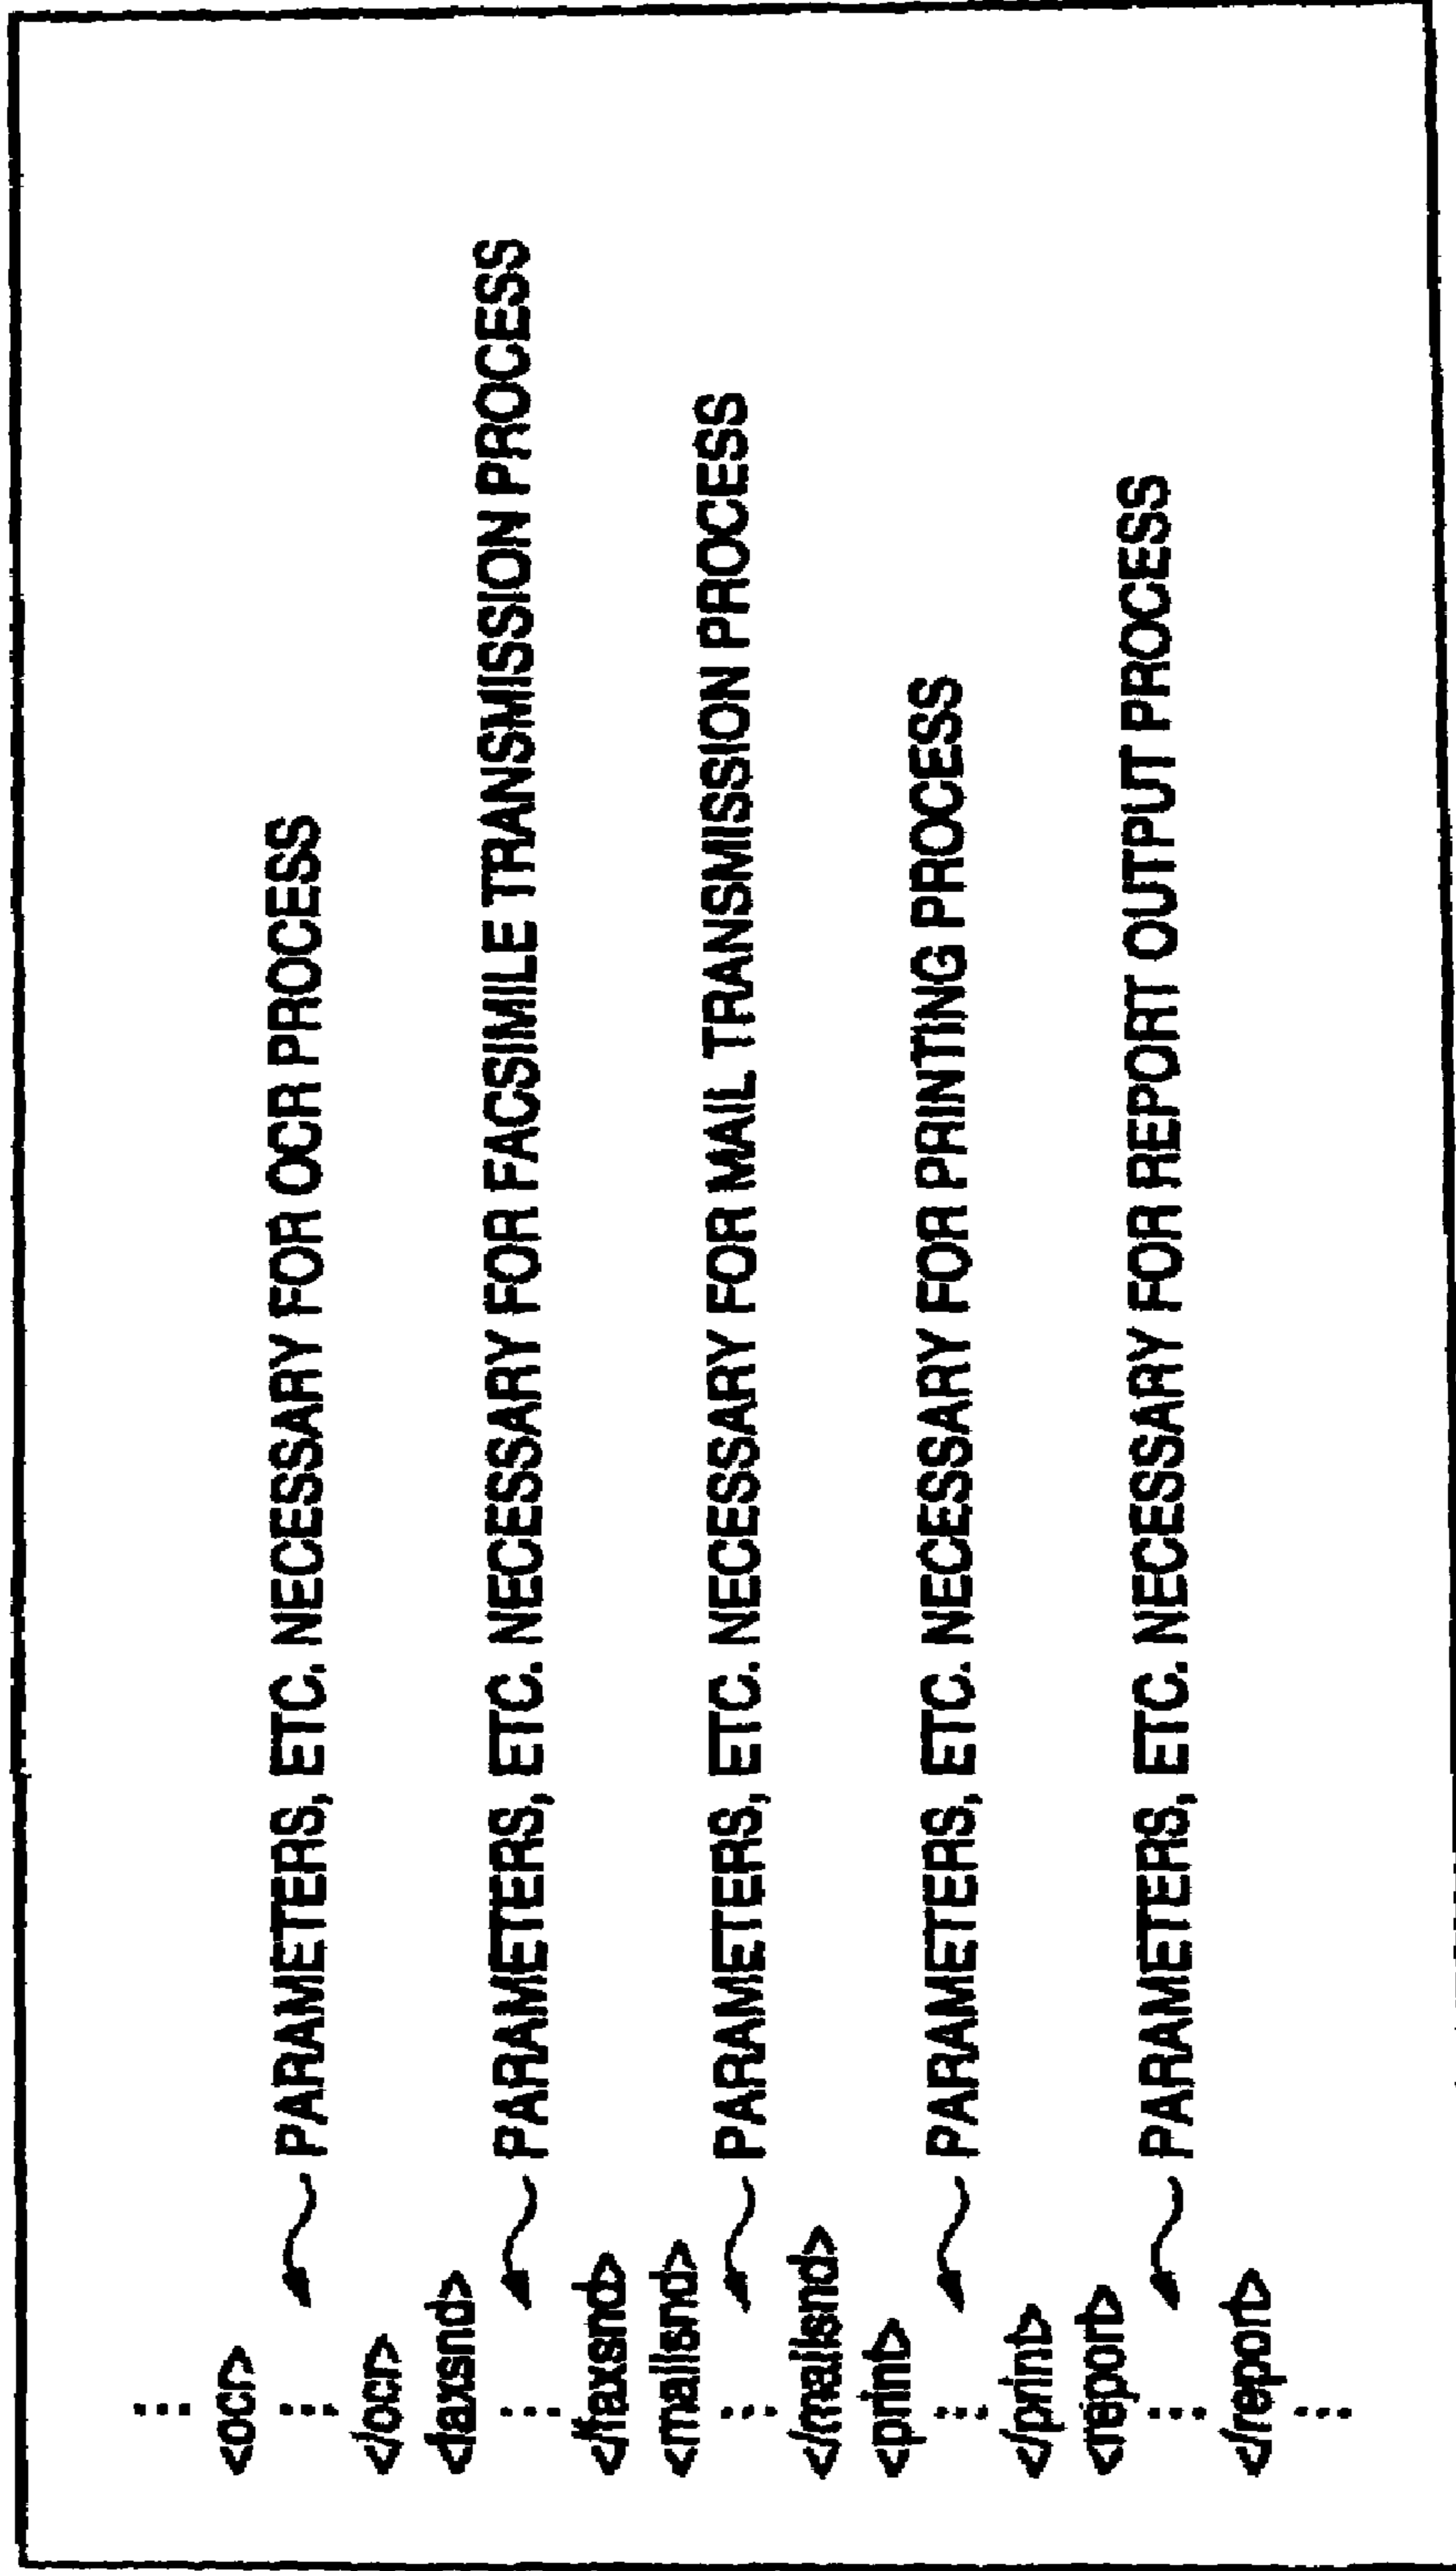 ⋮
<ocr>
⋮ PARAMETERS, ETC. NECESSARY FOR OCR PROCESS
</ocr>
<faxsnd>
⋮ PARAMETERS, ETC. NECESSARY FOR FACSIMILE TRANSMISSION PROCESS
</faxsnd>
<mailsnd>
⋮ PARAMETERS, ETC. NECESSARY FOR MAIL TRANSMISSION PROCESS
</mailsnd>
<print>
⋮ PARAMETERS, ETC. NECESSARY FOR PRINTING PROCESS
</print>
<report>
⋮ PARAMETERS, ETC. NECESSARY FOR REPORT OUTPUT PROCESS
</report>
⋮